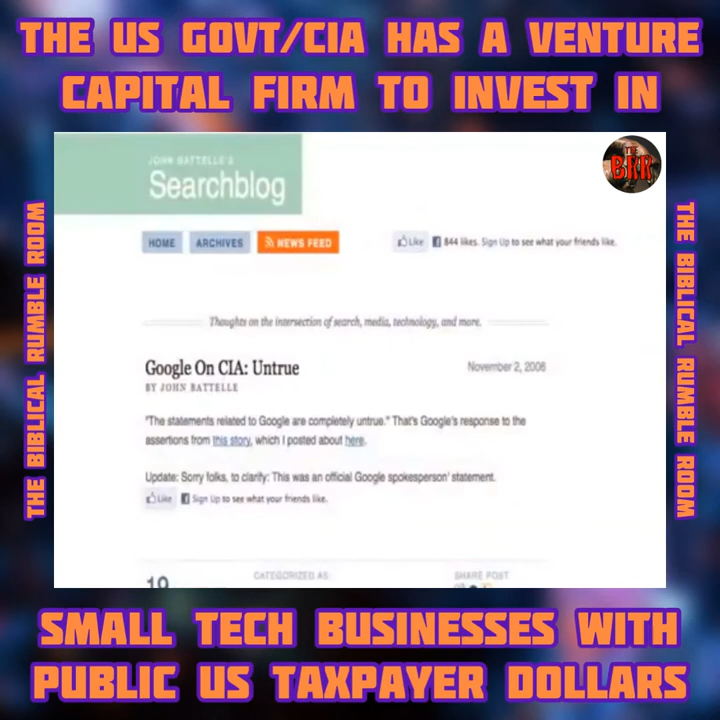 THE US GOVT/CIA HAS A VENTURE
CAPITAL FIRM TO INVEST IN
THE BIBLICAL RUMBLE ROOM
THE BIBLICAL RUMBLE ROOM
THE
BRR
JOHN BATTELLE'S
Searchblog
HOME ARCHIVES NEWS FEED
Like 844 likes. Sign Up to see what your friends like.
Thoughts on the intersection of search, media, technology, and more.
Google On CIA: Untrue
November 2, 2006
BY JOHN BATTELLE
"The statements related to Google are completely untrue." That's Google's response to the
assertions from this story, which I posted about here.
Update: Sorry folks, to clarify: This was an official Google spokesperson' statement.
Like Sign Up to see what your friends like.
19
CATEGORIZED AS:
SHARE POST
SMALL TECH BUSINESSES WITH
PUBLIC US TAXPAYER DOLLARS